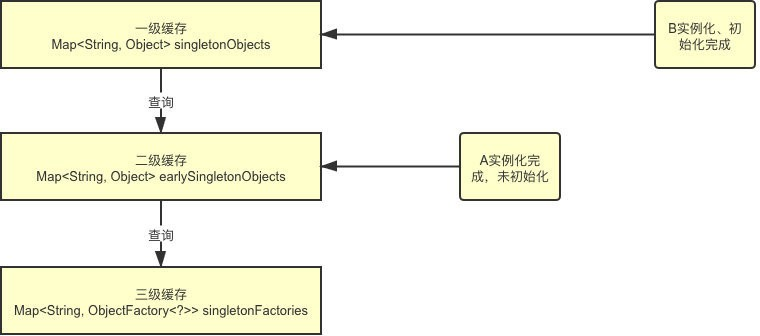 一级缓存
Map<String, Object> singletonObjects
B实例化、初
始化完成
查询
二级缓存
Map<String, Object> earlySingletonObjects
A实例化完
成，未初始化
查询
三级缓存
Map<String, ObjectFactory<?>> singletonFactories